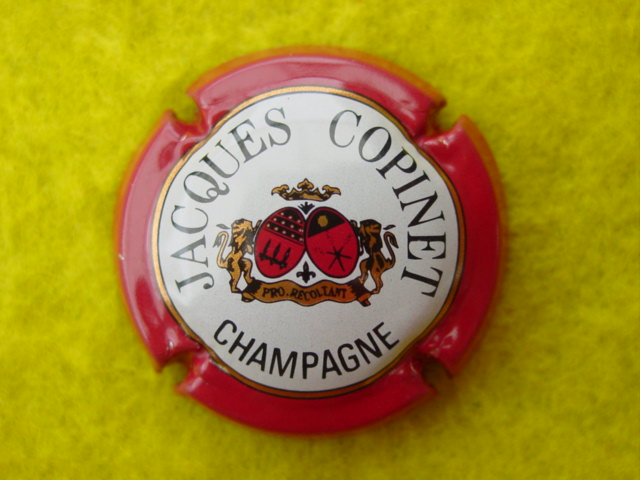 JACQUES COPINET
PRO. RECOLTANT
CHAMPAGNE